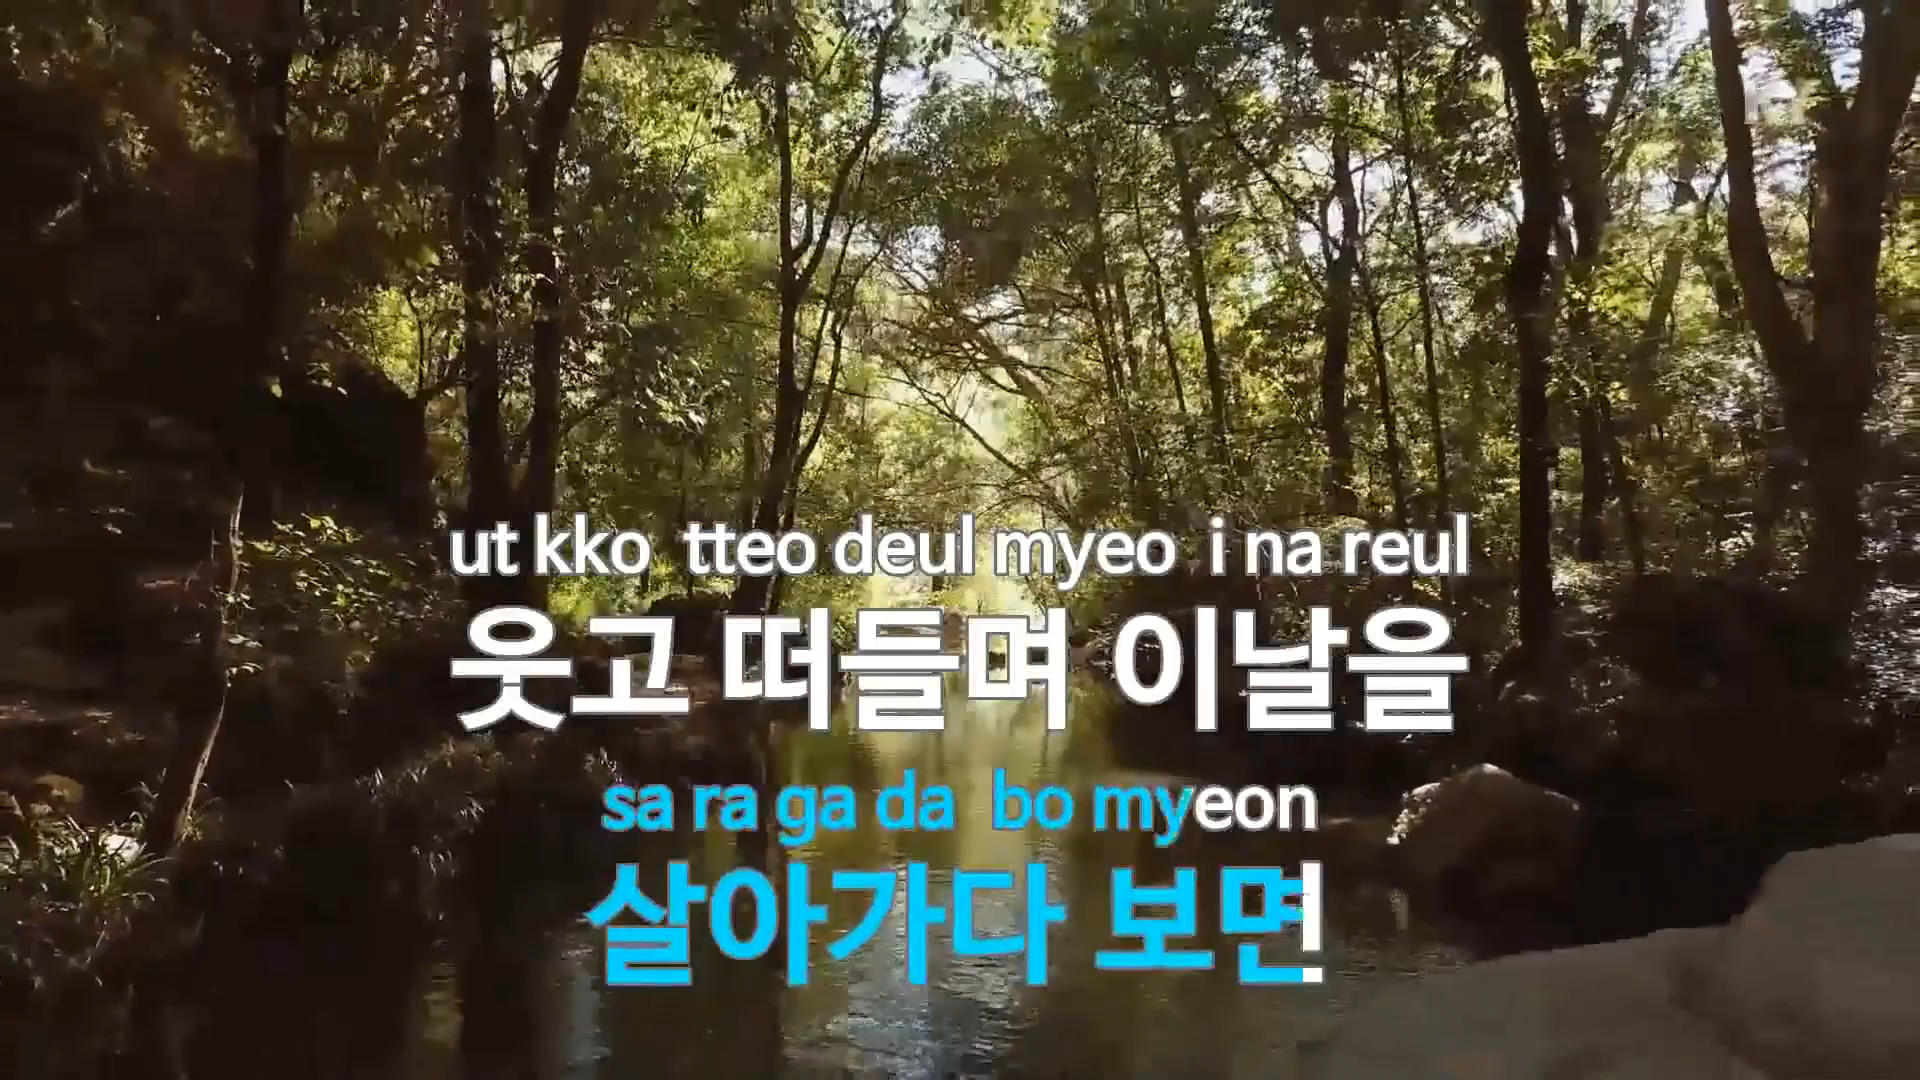 ut kko tteo deul myeo i na reul
웃고 떠들며 이날을
sa ra ga da bo myeon
살아가다 보면